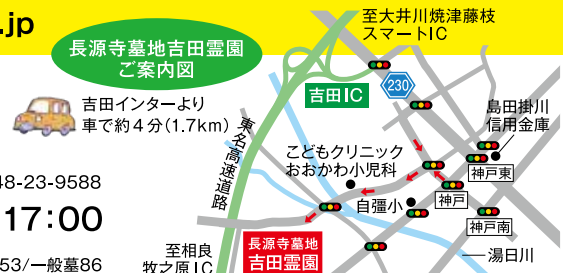 .jp
長源寺墓地吉田霊園
ご案内図
吉田インターより
車で約4分(1.7km)
48-23-9588
17:00
53/一般墓86
至大井川焼津藤枝
スマートIC
吉田IC
230
東名高速道路
島田掛川
信用金庫
こどもクリニック
おおかわ小児科
神戸東
自彊小
神戸
神戸南
長源寺墓地
吉田霊園
至相良
牧之原IC
湯日川